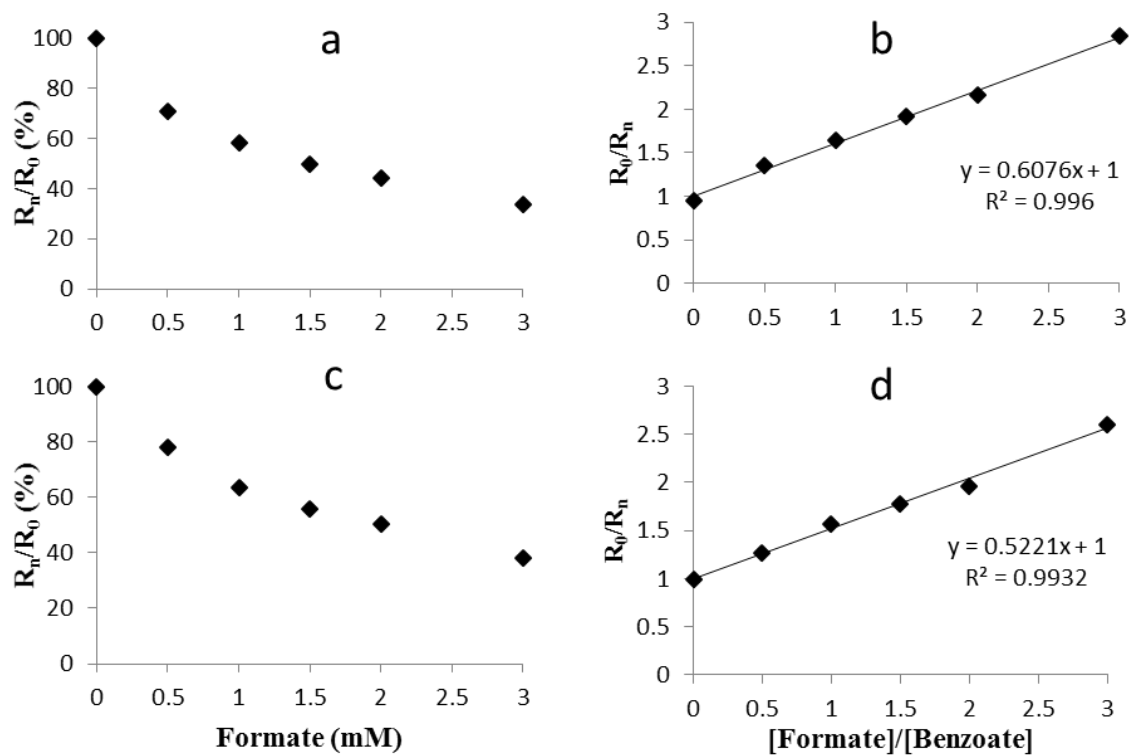 a
R₀/Rₙ
Rₙ/R₀ (%)
100
80
60
40
20
0
0 0.5 1 1.5 2 2.5 3
b
3
2.5
2
1.5
1
0.5
0
y = 0.6076x + 1
R² = 0.996
0 0.5 1 1.5 2 2.5 3
c
Rₙ/R₀ (%)
100
80
60
40
20
0
0 0.5 1 1.5 2 2.5 3
Formate (mM)
d
R₀/Rₙ
3
2.5
2
1.5
1
0.5
0
y = 0.5221x + 1
R² = 0.9932
0 0.5 1 1.5 2 2.5 3
[Formate]/[Benzoate]